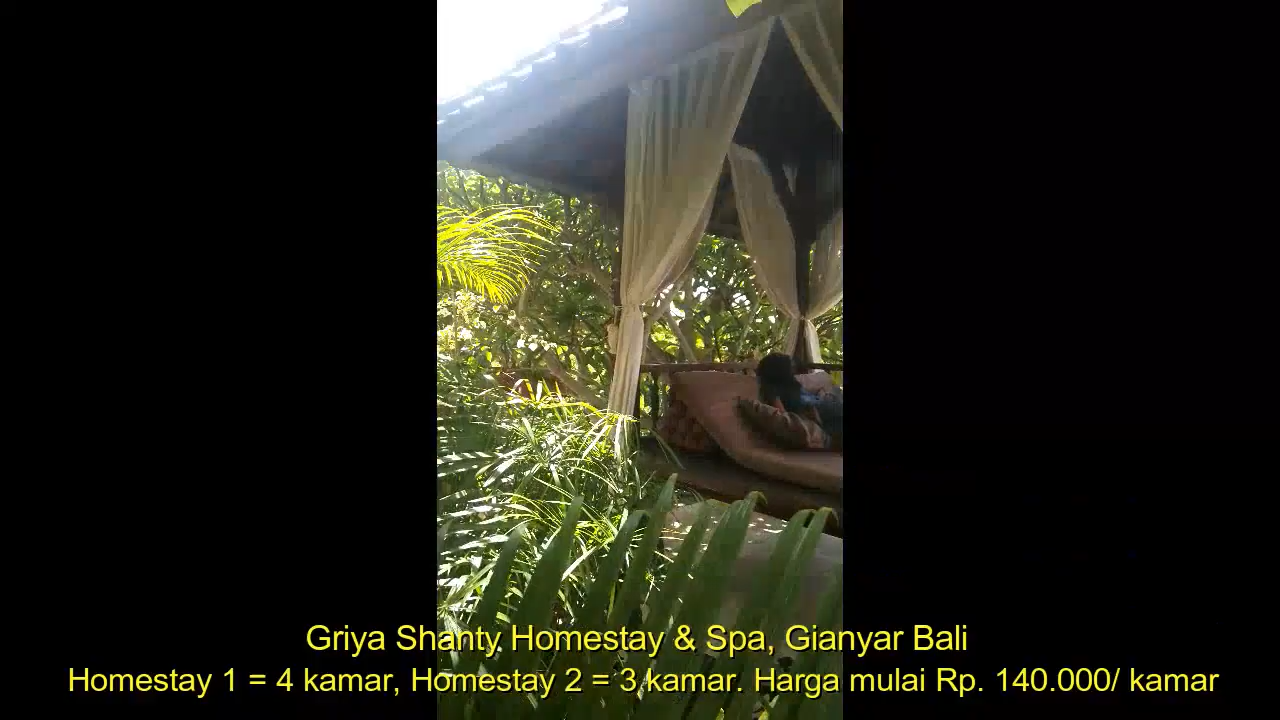 Griya Shanty Homestay & Spa, Gianyar Bali
Homestay 1 = 4 kamar, Homestay 2 = 3 kamar. Harga mulai Rp. 140.000/ kamar